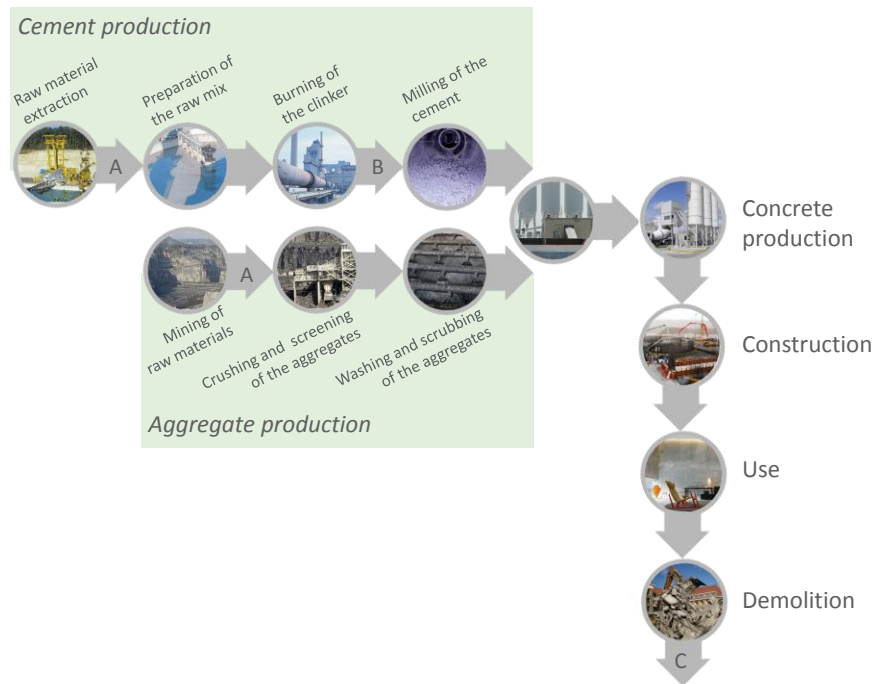 Cement production
Raw material
extraction
Preparation of
the raw mix
Burning of
the clinker
Milling of the
cement
A
B
Concrete
production
A
Mining of
raw materials
Crushing and screening
of the aggregates
Washing and scrubbing
of the aggregates
Construction
Aggregate production
Use
Demolition
C